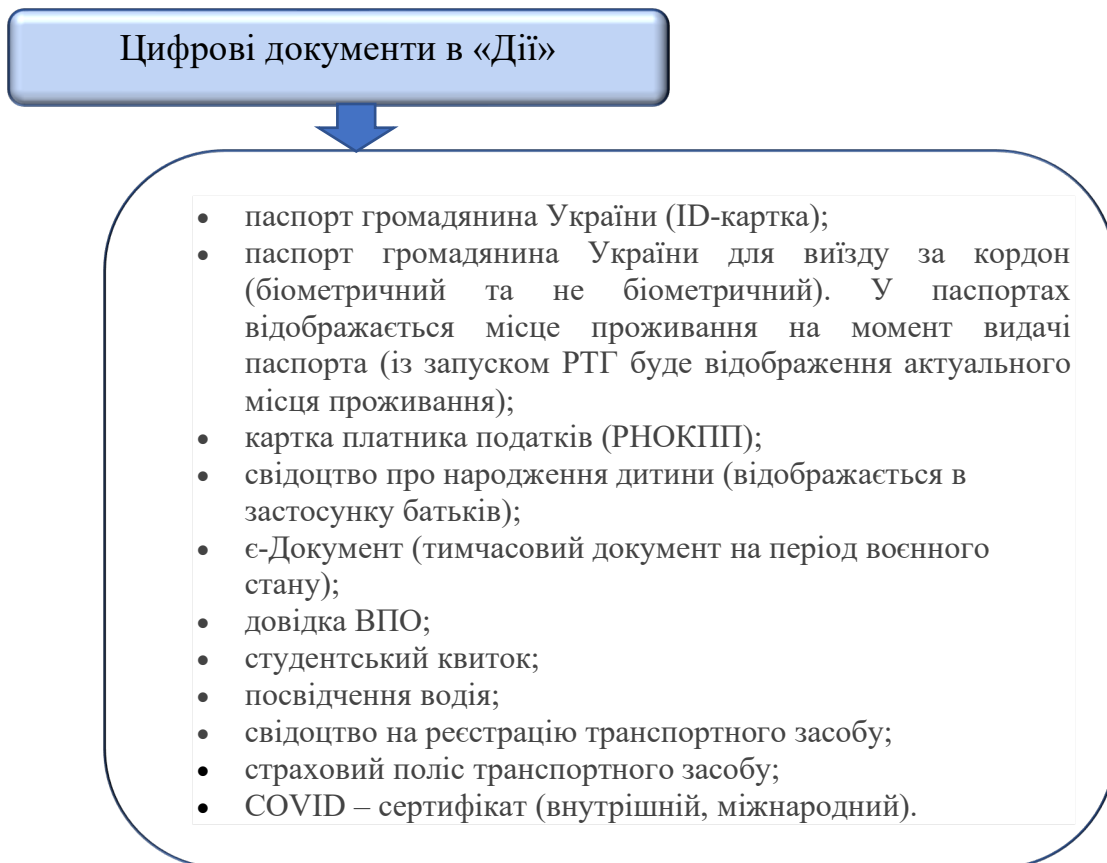 Цифрові документи в «Дії»
• паспорт громадянина України (ID-картка);
• паспорт громадянина України для виїзду за кордон
(біометричний та не біометричний). У паспортах
відображається місце проживання на момент видачі
паспорта (із запуском РТГ буде відображення актуального
місця проживання);
• картка платника податків (РНОКПП);
• свідоцтво про народження дитини (відображається в
застосунку батьків);
• є-Документ (тимчасовий документ на період воєнного
стану);
• довідка ВПО;
• студентський квиток;
• посвідчення водія;
• свідоцтво на реєстрацію транспортного засобу;
• страховий поліс транспортного засобу;
• COVID – сертифікат (внутрішній, міжнародний).